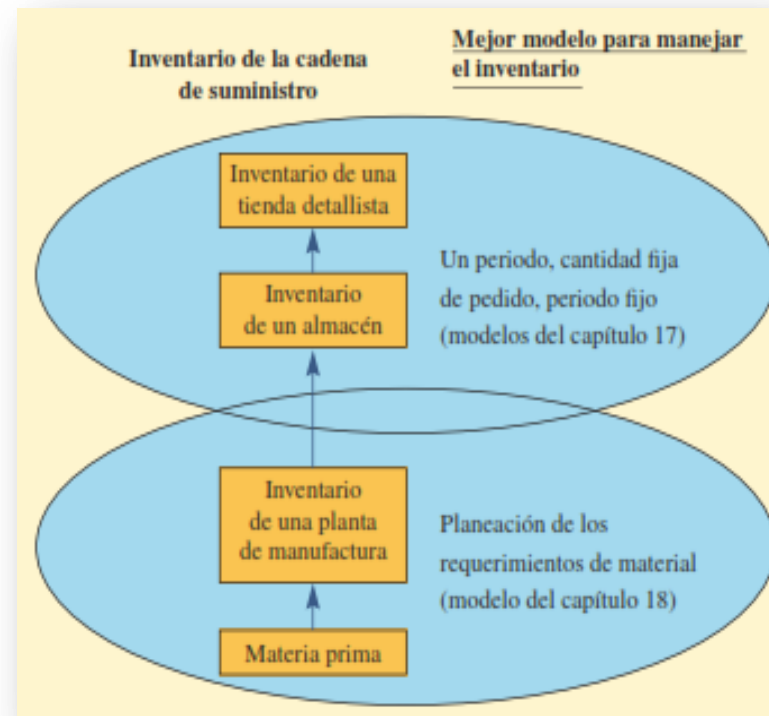 Inventario de la cadena
de suministro
Mejor modelo para manejar
el inventario
Inventario de una
tienda detallista
Inventario
de un almacén
Un periodo, cantidad fija
de pedido, periodo fijo
(modelos del capítulo 17)
Inventario
de una planta
de manufactura
Planeación de los
requerimientos de material
(modelo del capítulo 18)
Materia prima